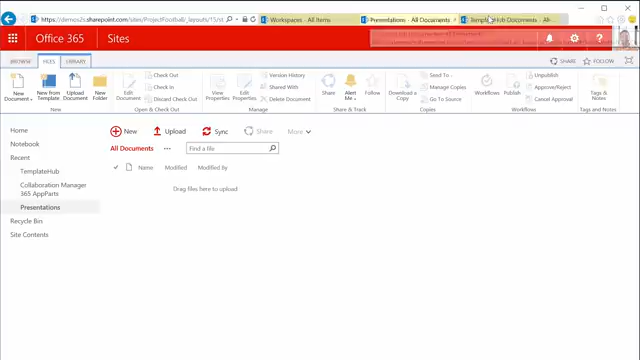 https://demos2s.sharepoint.com/sites/ProjectFootball/_layouts/15/st
Workspaces - All Items
Presentations - All Documents
TemplateHub Documents - All-
Office 365
Sites
BROWSE
FILES
LIBRARY
SHARE
FOLLOW
New Document
New from Template
Upload Document
New Folder
New
Edit Document
Check Out
Check In
Discard Check Out
Open & Check Out
View Properties
Edit Properties
Version History
Shared With
Delete Document
Manage
Share
Alert Me
Follow
Share & Track
Download a Copy
Send To
Manage Copies
Go To Source
Copies
Workflows
Publish
Unpublish
Approve/Reject
Cancel Approval
Workflows
Tags & Notes
Tags and Notes
Home
Notebook
Recent
TemplateHub
Collaboration Manager
365 AppParts
Presentations
Recycle Bin
Site Contents
New
Upload
Sync
Share
More
All Documents
...
Find a file
Name
Modified
Modified by
Drag files here to upload